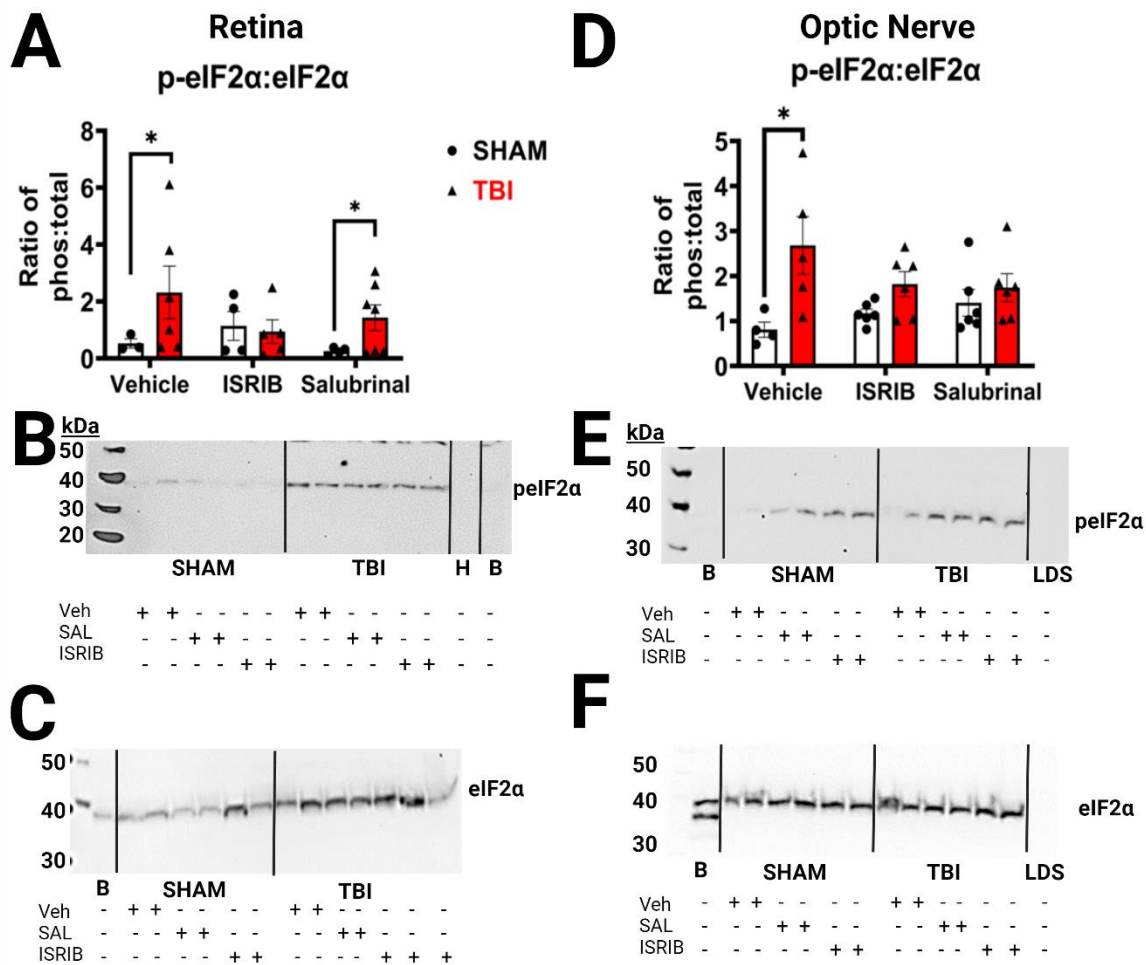 A
Retina
p-eIF2α:eIF2α
Ratio of
phos:total
8
6
4
2
0
*
*
SHAM
TBI
Vehicle ISRIB Salubrinal
D
Optic Nerve
p-eIF2α:eIF2α
Ratio of
phos:total
5
4
3
2
1
0
*
Vehicle ISRIB Salubrinal
B
kDa
50
40
30
20
peIF2α
SHAM TBI H B
Veh + + - - - - + + - - - - - -
SAL - - + + - - - - + + - - - -
ISRIB - - - - + + - - - - + + - -
E
kDa
50
40
30
peIF2α
B SHAM TBI LDS
Veh - + + - - - - + + - - - - -
SAL - - - + + - - - - + + - - -
ISRIB - - - - - + + - - - - + + -
C
50
40
30
eIF2α
B SHAM TBI
Veh - + + - - - - + + - - - - -
SAL - - - + + - - - - + + - - -
ISRIB - - - - - + + - - - - + + +
F
50
40
30
eIF2α
B SHAM TBI LDS
Veh - + + - - - - + + - - - - -
SAL - - - + + - - - - + + - - -
ISRIB - - - - - + + - - - - + + -